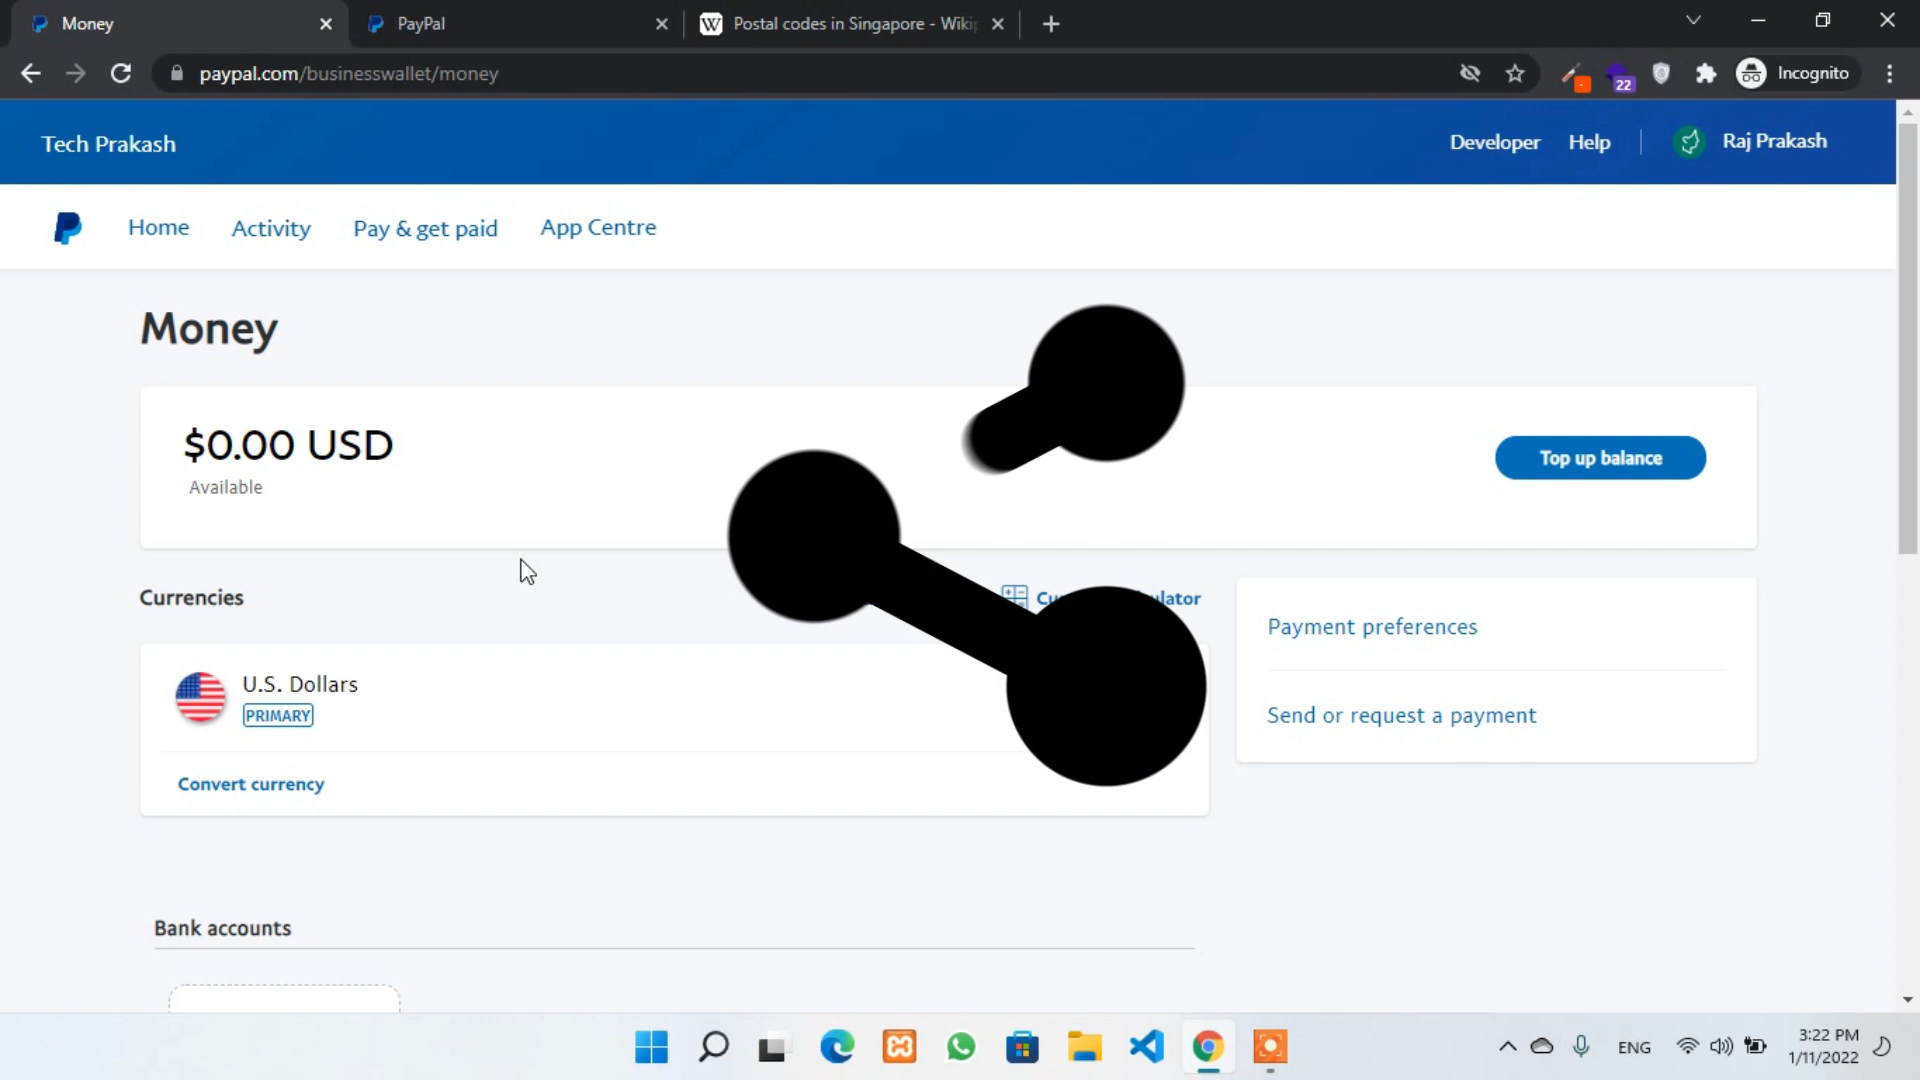 Money
PayPal
Postal codes in Singapore - Wiki
paypal.com/businesswallet/money
22
Incognito
Tech Prakash
Developer
Help
Raj Prakash
Home
Activity
Pay & get paid
App Centre
Money
$0.00 USD
Available
Top up balance
Currencies
U.S. Dollars
PRIMARY
Convert currency
Payment preferences
Send or request a payment
Bank accounts
ENG
3:22 PM
1/11/2022